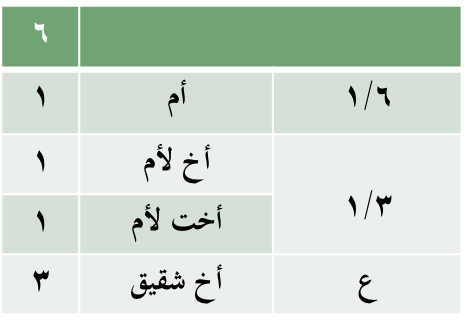 ٦
١/٦ أم ١
١/٣ أخ لأم ١
أخت لأم ١
ع أخ شقيق ٣